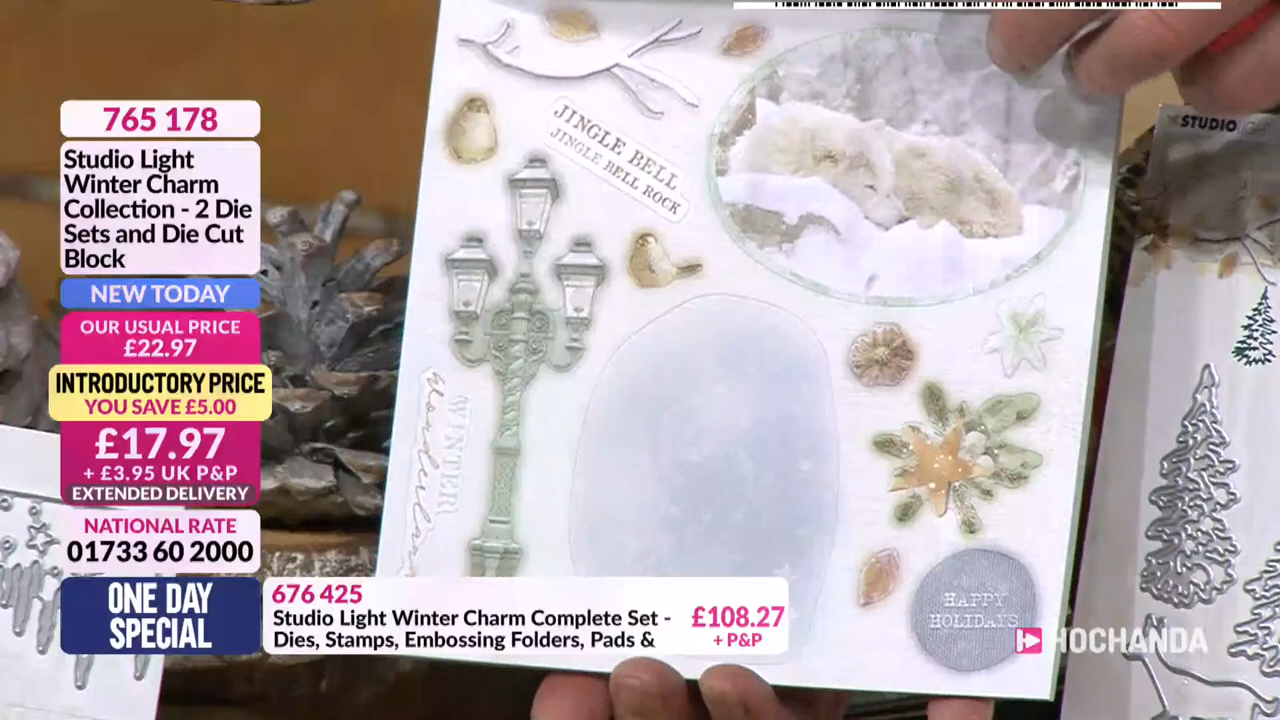 765 178
Studio Light
Winter Charm
Collection - 2 Die
Sets and Die Cut
Block
NEW TODAY
OUR USUAL PRICE
£22.97
INTRODUCTORY PRICE
YOU SAVE £5.00
£17.97
+ £3.95 UK P&P
EXTENDED DELIVERY
NATIONAL RATE
01733 60 2000
ONE DAY
SPECIAL
676 425
Studio Light Winter Charm Complete Set -
Dies, Stamps, Embossing Folders, Pads &
£108.27
+ P&P
JINGLE BELL
JINGLE BELL ROCK
WINTER
HAPPY
HOLIDAYS
HOCHANDA
STUDIOLIGHT